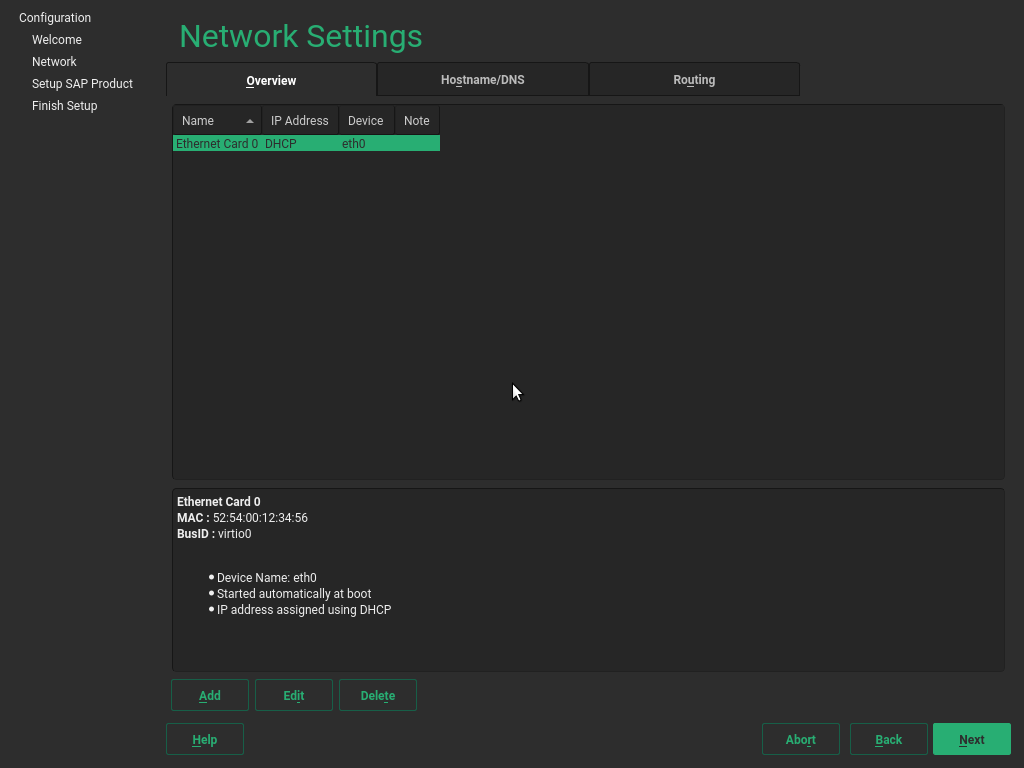 Configuration
Welcome
Network
Setup SAP Product
Finish Setup
Network Settings
Overview
Hostname/DNS
Routing
Name IP Address Device Note
Ethernet Card 0 DHCP eth0
Ethernet Card 0
MAC : 52:54:00:12:34:56
BusID : virtio0
Device Name: eth0
Started automatically at boot
IP address assigned using DHCP
Add Edit Delete
Help Abort Back Next